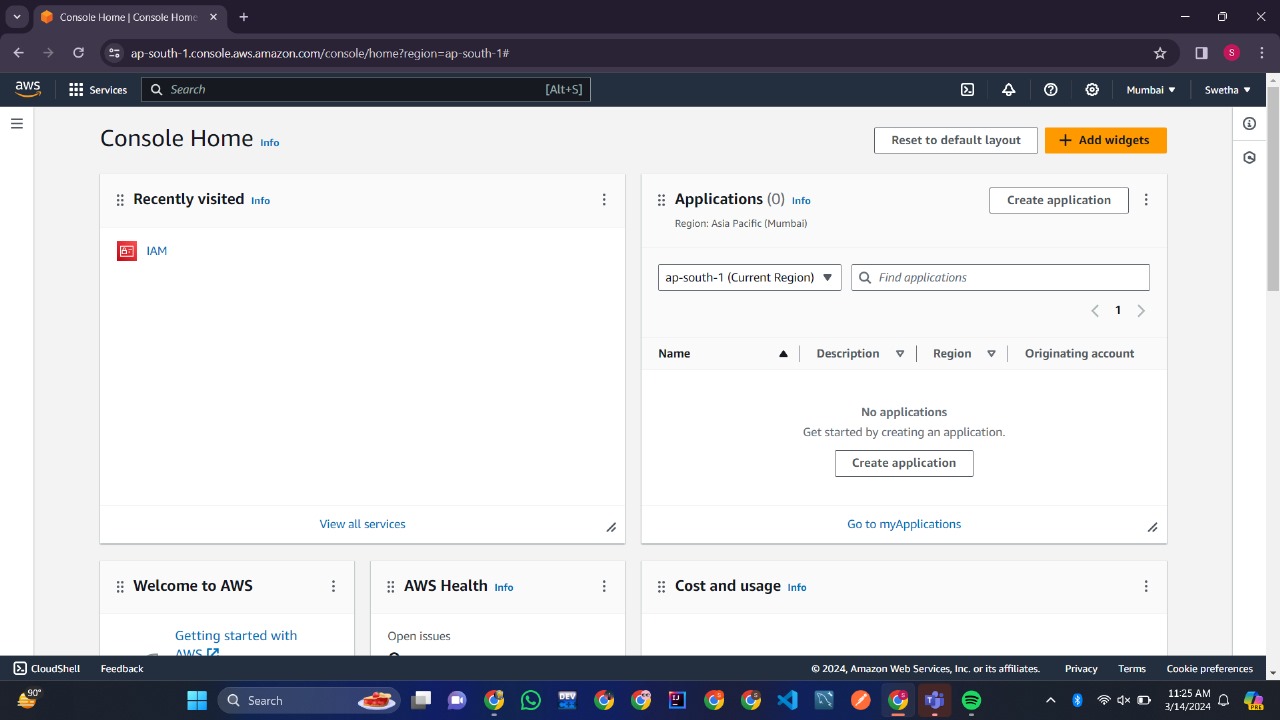 Console Home | Console Home
ap-south-1.console.aws.amazon.com/console/home?region=ap-south-1#
S
aws
Services
Search
[Alt+S]
Mumbai
Swetha
Console Home Info
Reset to default layout
Add widgets
Recently visited Info
IAM
View all services
Applications (0) Info
Region: Asia Pacific (Mumbai)
Create application
ap-south-1 (Current Region)
Find applications
1
Name
Description
Region
Originating account
No applications
Get started by creating an application.
Create application
Go to myApplications
Welcome to AWS
Getting started with
AWS
AWS Health Info
Open issues
Cost and usage Info
CloudShell
Feedback
© 2024, Amazon Web Services, Inc. or its affiliates.
Privacy
Terms
Cookie preferences
90°
Search
DEV
11:25 AM
3/14/2024
PRE